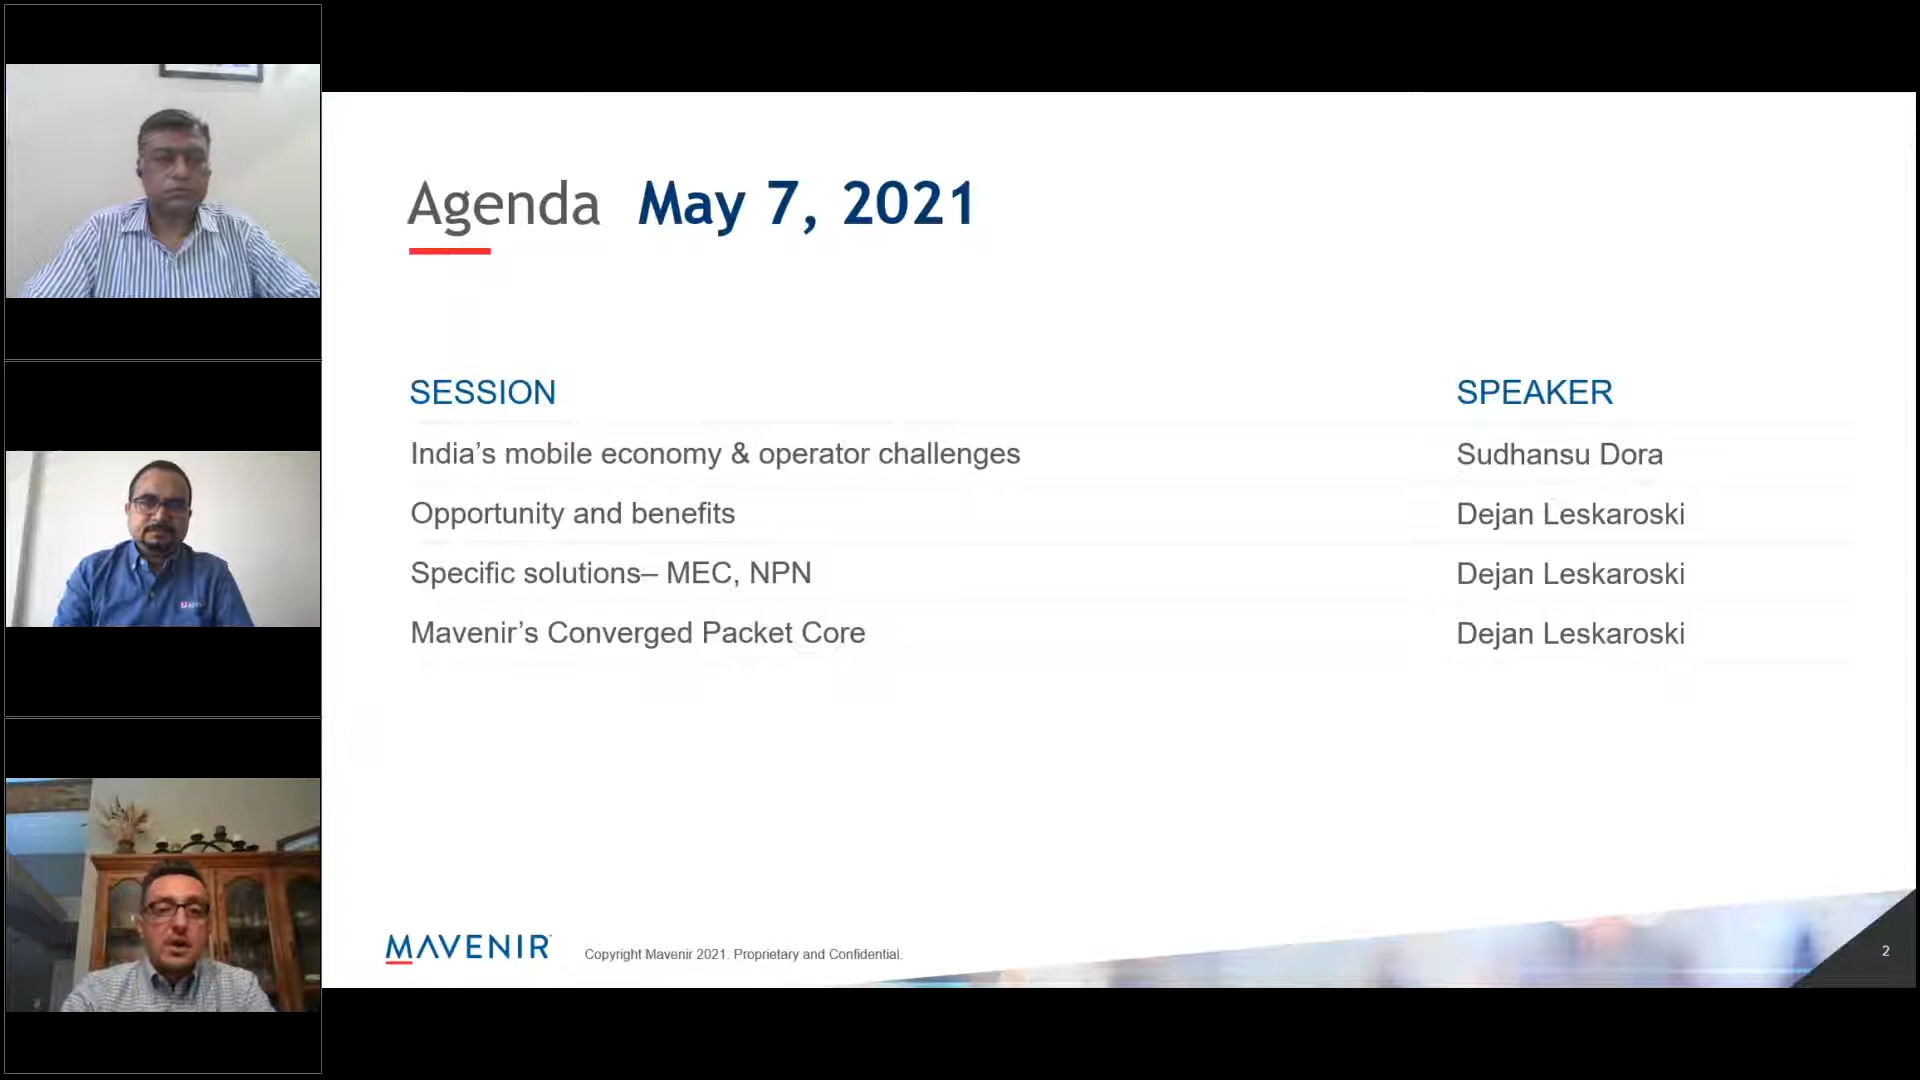 Agenda May 7, 2021
SESSION SPEAKER
India’s mobile economy & operator challenges Sudhansu Dora
Opportunity and benefits Dejan Leskaroski
Specific solutions– MEC, NPN Dejan Leskaroski
Mavenir’s Converged Packet Core Dejan Leskaroski
MAVENIR Copyright Mavenir 2021. Proprietary and Confidential. 2